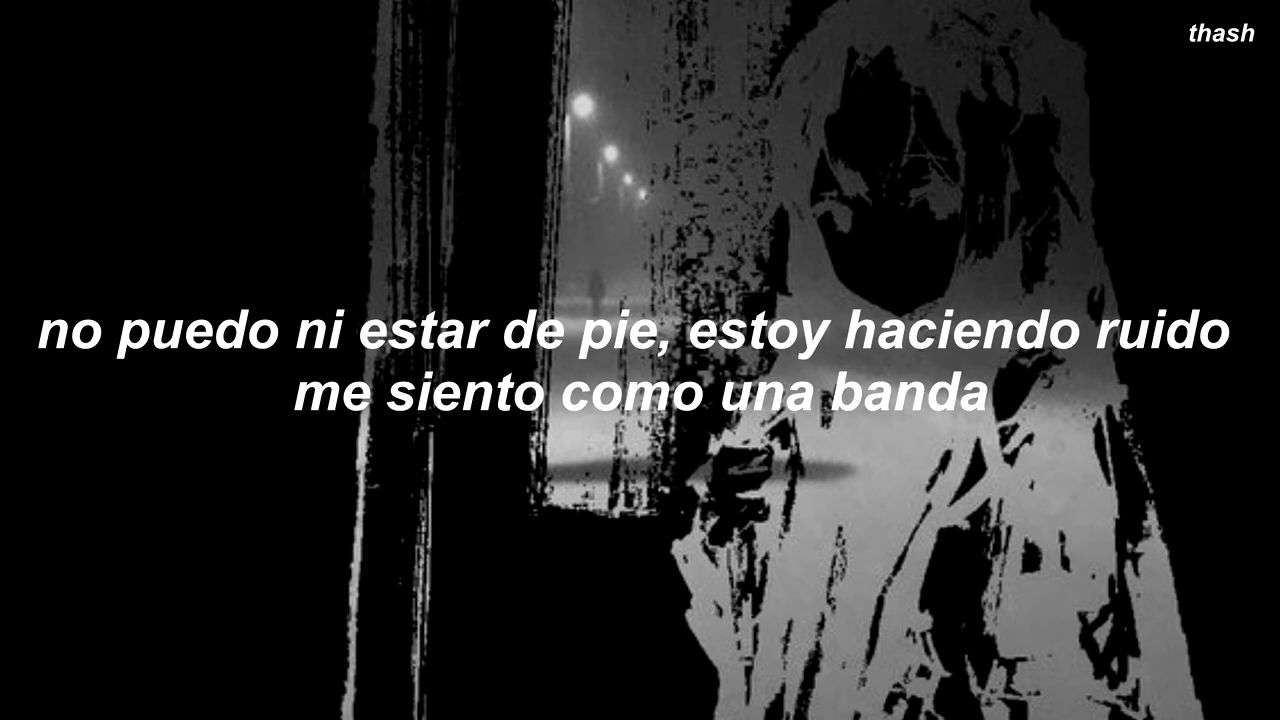 thash
no puedo ni estar de pie, estoy haciendo ruido
me siento como una banda